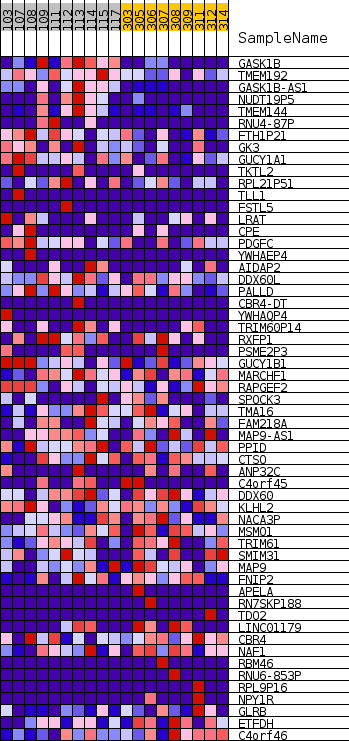 103 107 108 109 111 112 113 114 115 117 303 305 306 307 308 309 311 312 314
SampleName
GASK1B
TMEM192
GASK1B-AS1
NUDT19P5
TMEM144
RNU4-87P
FTH1P21
GK3
GUCY1A1
TKTL2
RPL21P51
TLL1
FSTL5
LRAT
CPE
PDGFC
YWHAEP4
AIDAP2
DDX60L
PALLD
CBR4-DT
YWHAQP4
TRIM60P14
RXFP1
PSME2P3
GUCY1B1
MARCHF1
RAPGEF2
SPOCK3
TMA16
FAM218A
MAP9-AS1
PPID
CTSO
ANP32C
C4orf45
DDX60
KLHL2
NACA3P
MSMO1
TRIM61
SMIM31
MAP9
FNIP2
APELA
RN7SKP188
TDO2
LINC01179
CBR4
NAF1
RBM46
RNU6-853P
RPL9P16
NPY1R
GLRB
ETFDH
C4orf46